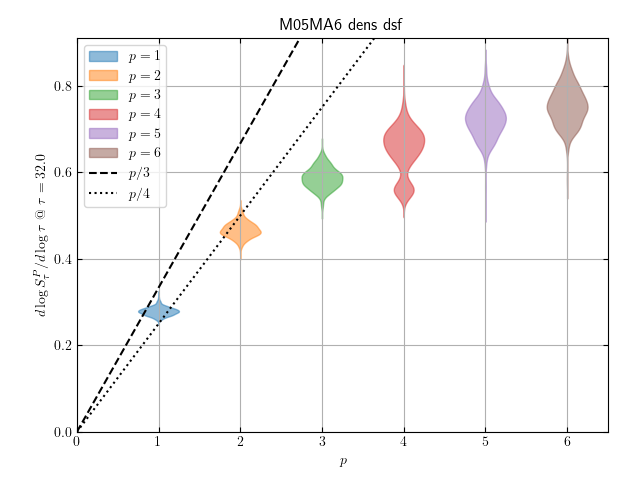 M05MA6 dens dsf
p = 1
p = 2
p = 3
p = 4
p = 5
p = 6
p/3
p/4
d log S_τ^P / d log τ @ τ = 32.0
0.8
0.6
0.4
0.2
0.0
0 1 2 3 4 5 6
p